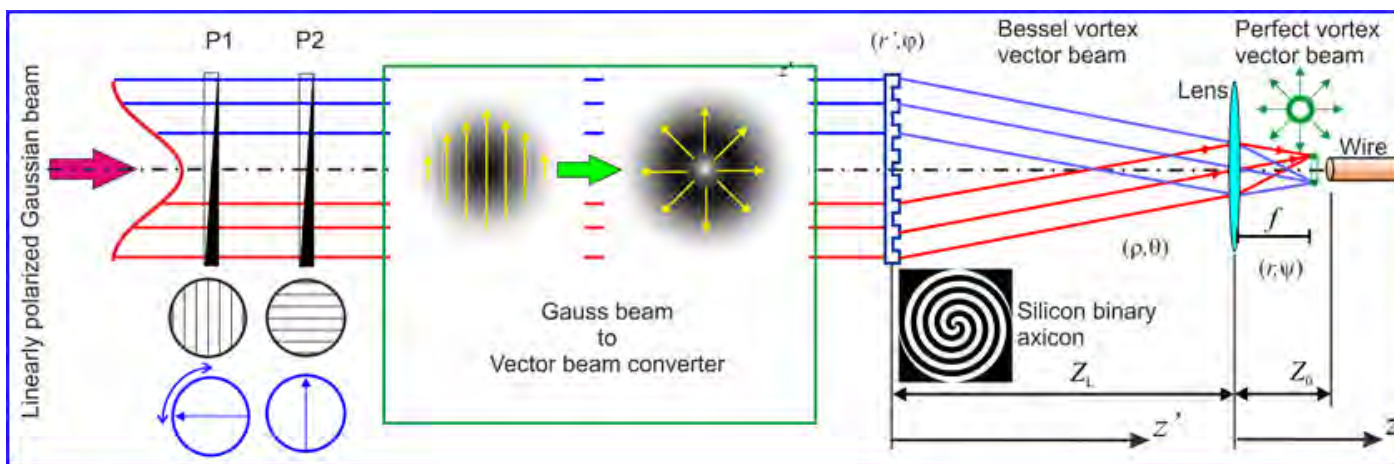 Linearly polarized Gaussian beam
P1
P2
z'
Gauss beam
to
Vector beam converter
(r',φ)
Bessel vortex
vector beam
Perfect vortex
vector beam
Lens
Wire
f
(ρ,θ)
(r,ψ)
Silicon binary
axicon
Z_L
Z_0
z'
z